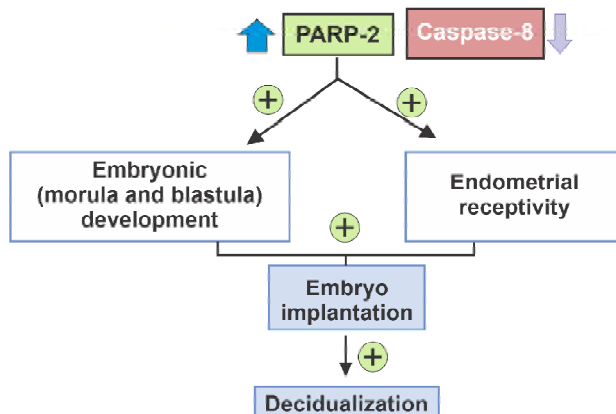 PARP-2
Caspase-8
+
+
Embryonic
(morula and blastula)
development
Endometrial
receptivity
+
Embryo
implantation
+
Decidualization